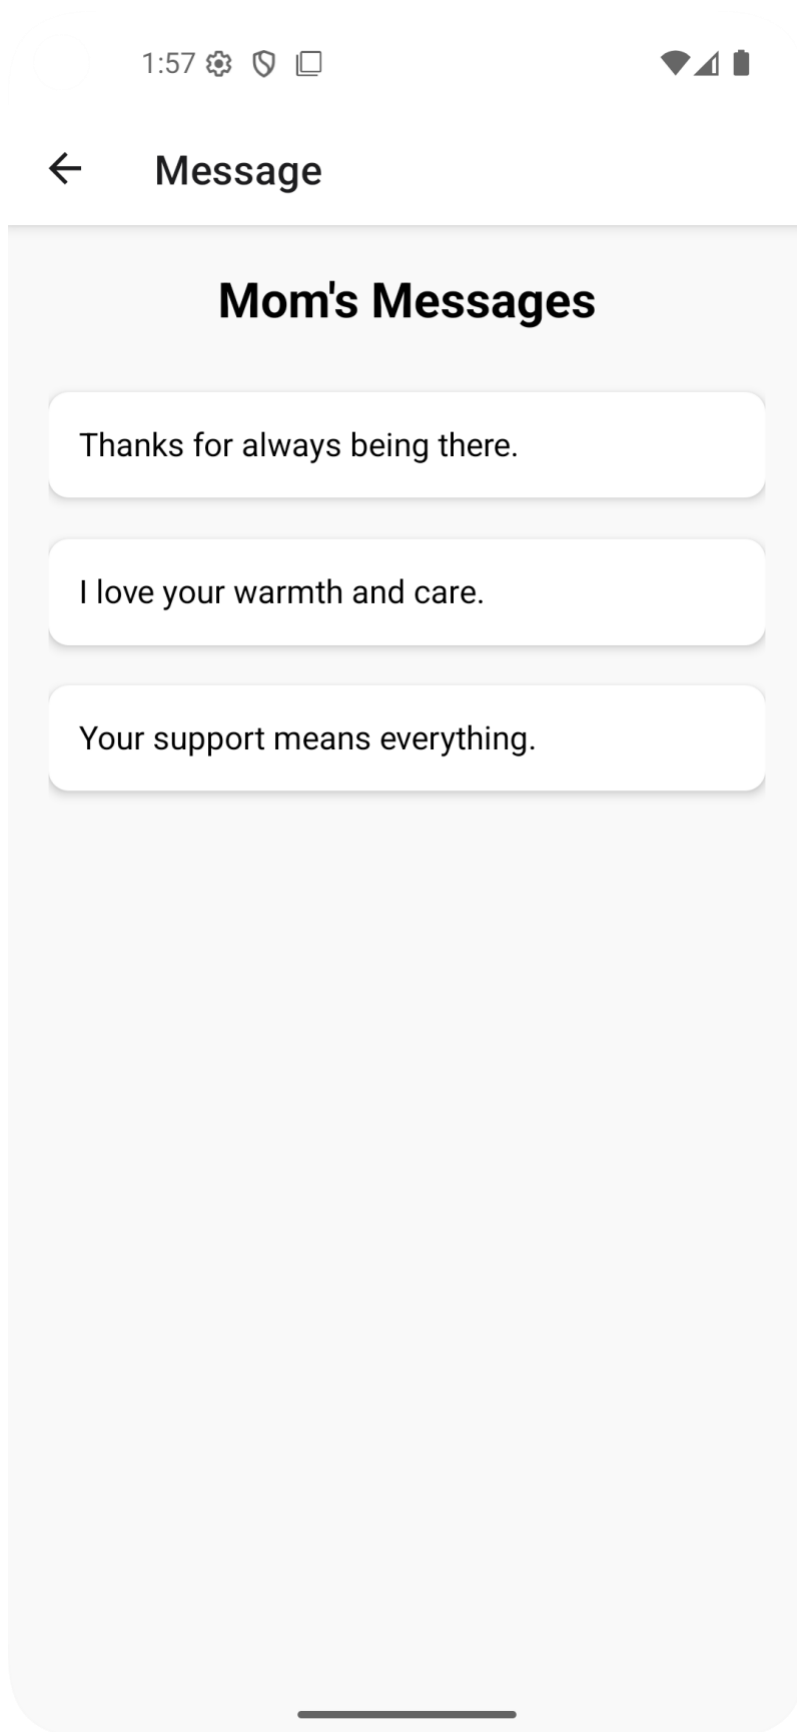 1:57
Message
Mom's Messages
Thanks for always being there.
I love your warmth and care.
Your support means everything.